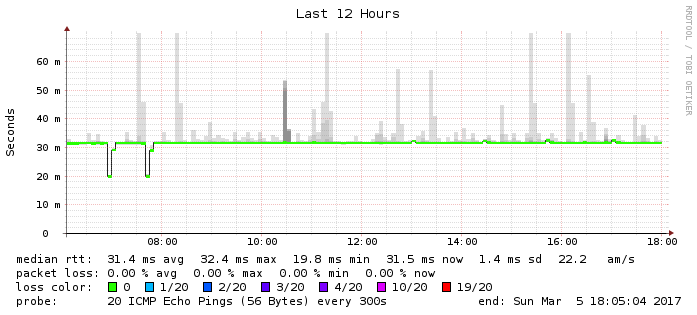 Last 12 Hours
RRDTOOL / TOBI OETIKER
Seconds
60 m
50 m
40 m
30 m
20 m
10 m
0
08:00 10:00 12:00 14:00 16:00 18:00
median rtt: 31.4 ms avg 32.4 ms max 19.8 ms min 31.5 ms now 1.4 ms sd 22.2 am/s
packet loss: 0.00 % avg 0.00 % max 0.00 % min 0.00 % now
loss color: 0 1/20 2/20 3/20 4/20 10/20 19/20
probe: 20 ICMP Echo Pings (56 Bytes) every 300s end: Sun Mar 5 18:05:04 2017